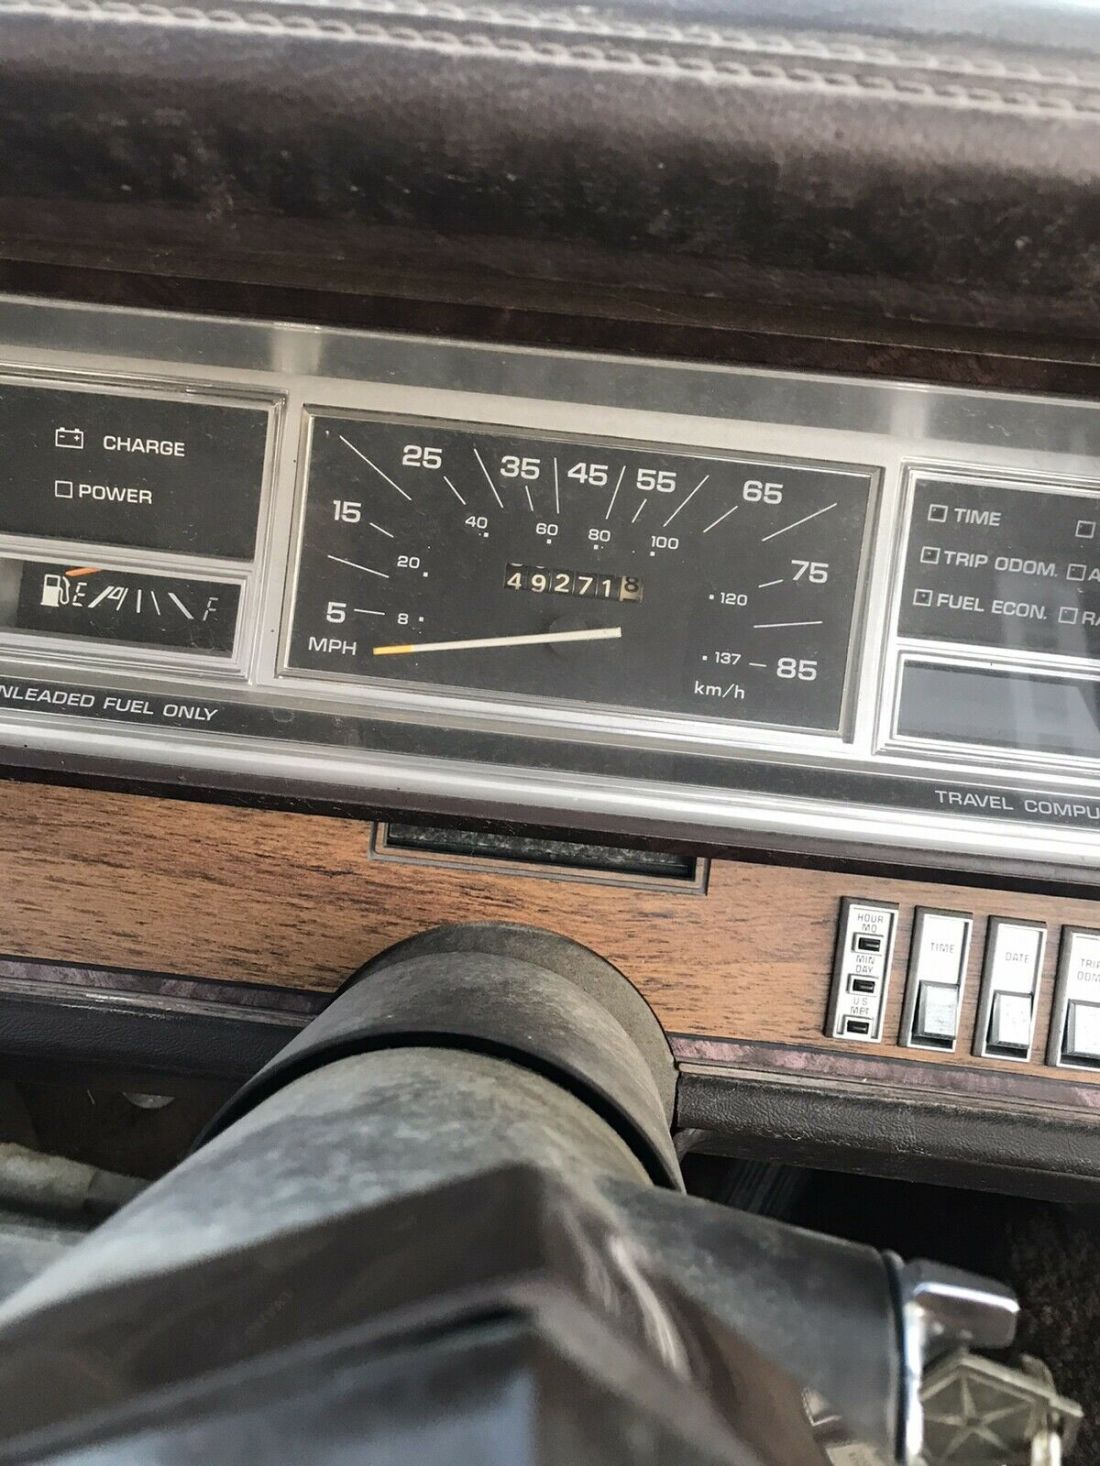 CHARGE
POWER
E F
UNLEADED FUEL ONLY
5 15 25 35 45 55 65 75 85
MPH
8 20 40 60 80 100 120 137
km/h
492718
TIME
TRIP ODOM.
FUEL ECON.
TRAVEL COMPU
HOUR
MO
MIN
DAY
U.S
MET
TIME
DATE
TRIP